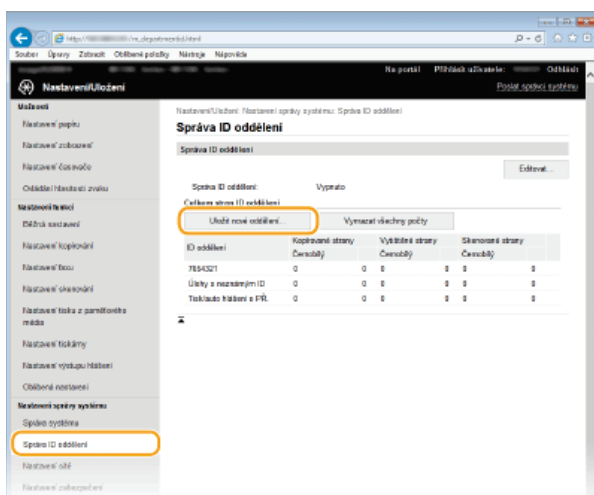 Soubor Úpravy Zobrazit Oblíbené položky Nástroje Nápověda
Na portál Přihlásit uživatele: Odhlásit
Nastavení/Uložení
Poslat správci systému
Možnosti
Nastavení papíru
Nastavení zobrazení
Nastavení časovače
Ovládání hlasitosti zvuku
Nastavení funkcí
Běžná nastavení
Nastavení kopírování
Nastavení faxu
Nastavení skenování
Nastavení tisku z paměťového
média
Nastavení tiskárny
Nastavení výstupu hlášení
Oblíbená nastavení
Nastavení správy systému
Správa systému
Správa ID oddělení
Nastavení sítě
Nastavení zabezpečení
Nastavení/Uložení: Nastavení správy systému: Správa ID oddělení
Správa ID oddělení
Správa ID oddělení
Editovat...
Správa ID oddělení: Vypnuto
Celkem stran ID oddělení
Uložit nové oddělení... Vymazat všechny počty
ID oddělení Kopírované strany Vytištěné strany Skenované strany
Černobílý Černobílý Černobílý
7654321 0 0 0 0 0 0
Úlohy s neznámým ID 0 0 0 0 0 0
Tisk/auto hlášení o PŘ. 0 0 0 0 0 0